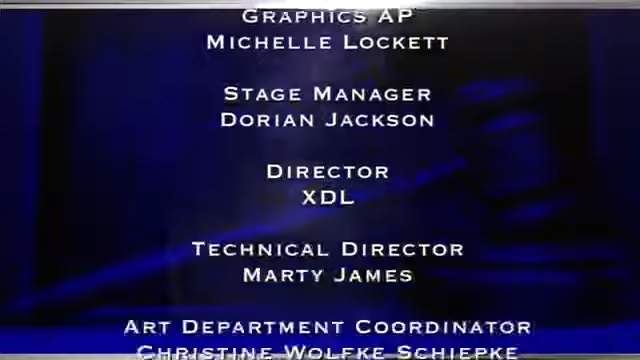 GRAPHICS AP
MICHELLE LOCKETT
STAGE MANAGER
DORIAN JACKSON
DIRECTOR
XDL
TECHNICAL DIRECTOR
MARTY JAMES
ART DEPARTMENT COORDINATOR
CHRISTINE WOLFKE SCHIEPKE